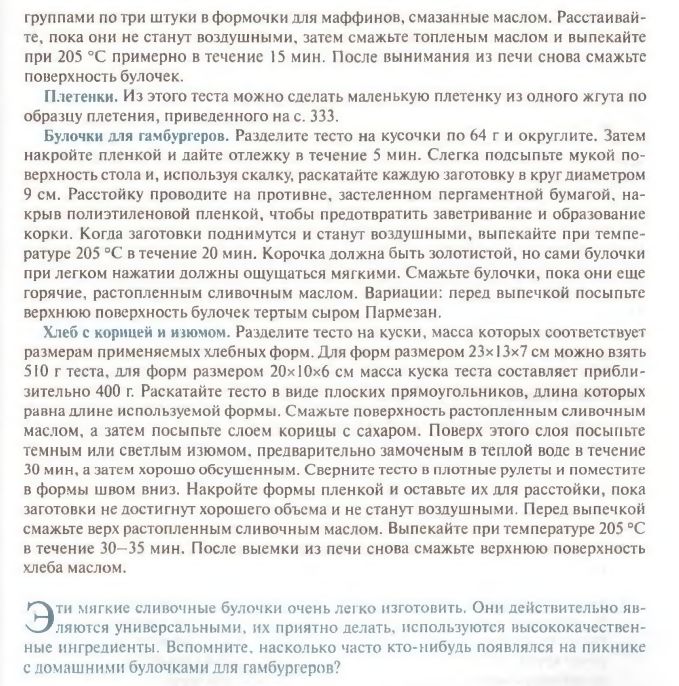 группами по три штуки в формочки для маффинов, смазанные маслом. Расстаивай-
те, пока они не станут воздушными, затем смажьте топленым маслом и выпекайте
при 205 °С примерно в течение 15 мин. После вынимания из печи снова смажьте
поверхность булочек.
Плетенки. Из этого теста можно сделать маленькую плетенку из одного жгута по
образцу плетения, приведенного на с. 333.
Булочки для гамбургеров. Разделите тесто на кусочки по 64 г и округлите. Затем
накройте пленкой и дайте отлежку в течение 5 мин. Слегка подсыпьте мукой по-
верхность стола и, используя скалку, раскатайте каждую заготовку в круг диаметром
9 см. Расстойку проводите на противне, застеленном пергаментной бумагой, на-
крыв полиэтиленовой пленкой, чтобы предотвратить заветривание и образование
корки. Когда заготовки поднимутся и станут воздушными, выпекайте при темпе-
ратуре 205 °С в течение 20 мин. Корочка должна быть золотистой, но сами булочки
при легком нажатии должны ощущаться мягкими. Смажьте булочки, пока они еще
горячие, растопленным сливочным маслом. Вариации: перед выпечкой посыпьте
верхнюю поверхность булочек тертым сыром Пармезан.
Хлеб с корицей и изюмом. Разделите тесто на куски, масса которых соответствует
размерам применяемых хлебных форм. Для форм размером 23×13×7 см можно взять
510 г теста, для форм размером 20×10×6 см масса куска теста составляет прибли-
зительно 400 г. Раскатайте тесто в виде плоских прямоугольников, длина которых
равна длине используемой формы. Смажьте поверхность растопленным сливочным
маслом, а затем посыпьте слоем корицы с сахаром. Поверх этого слоя посыпьте
темным или светлым изюмом, предварительно замоченым в теплой воде в течение
30 мин, а затем хорошо обсушенным. Сверните тесто в плотные рулеты и поместите
в формы швом вниз. Накройте формы пленкой и оставьте их для расстойки, пока
заготовки не достигнут хорошего объема и не станут воздушными. Перед выпечкой
смажьте верх растопленным сливочным маслом. Выпекайте при температуре 205 °С
в течение 30–35 мин. После выемки из печи снова смажьте верхнюю поверхность
хлеба маслом.
Эти мягкие сливочные булочки очень легко изготовить. Они действительно яв-
ляются универсальными, их приятно делать, используются высококачествен-
ные ингредиенты. Вспомните, насколько часто кто-нибудь появлялся на пикнике
с домашними булочками для гамбургеров?